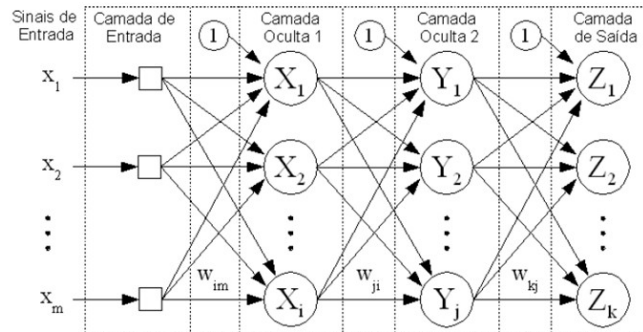 Sinais de
Entrada
Camada de
Entrada
1
Camada
Oculta 1
1
Camada
Oculta 2
1
Camada
de Saída
x1
X1
Y1
Z1
x2
X2
Y2
Z2
xm
wim
Xi
wji
Yj
wkj
Zk